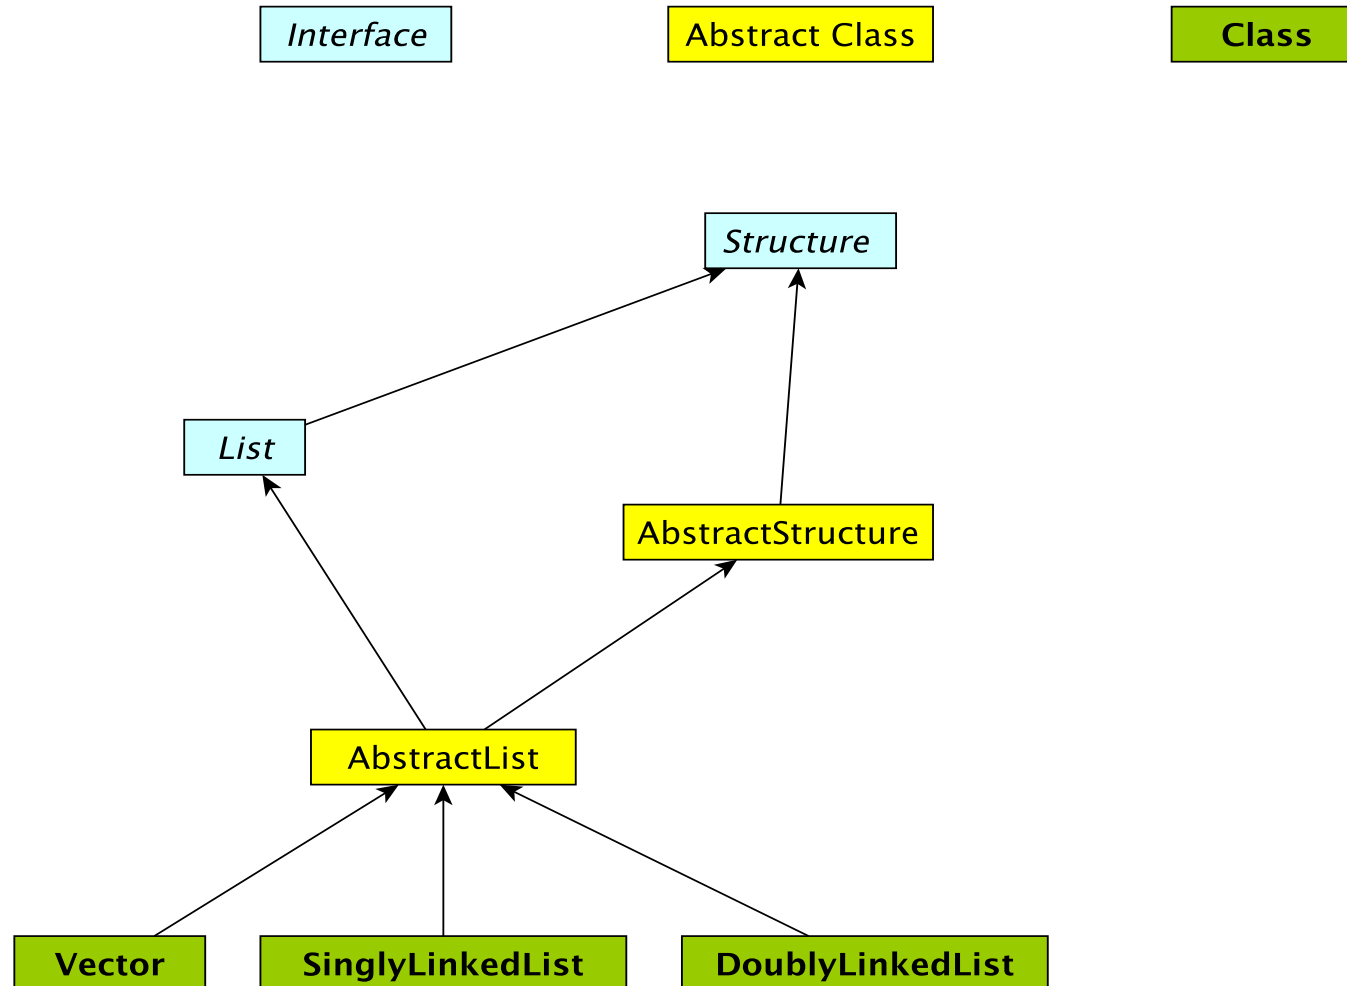 Interface
Abstract Class
Class
Structure
List
AbstractStructure
AbstractList
Vector
SinglyLinkedList
DoublyLinkedList